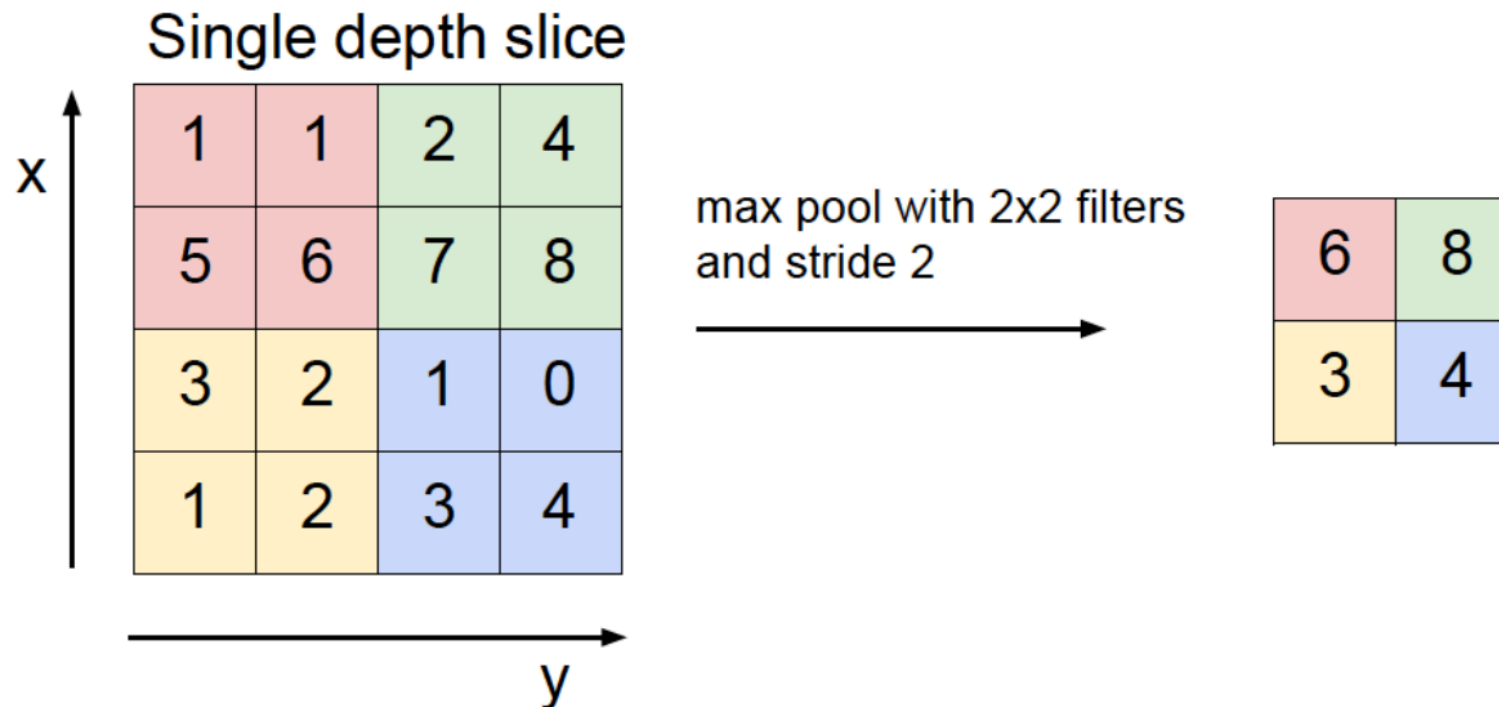 Single depth slice
x
1 1 2 4
5 6 7 8
3 2 1 0
1 2 3 4
y
max pool with 2x2 filters
and stride 2
6 8
3 4